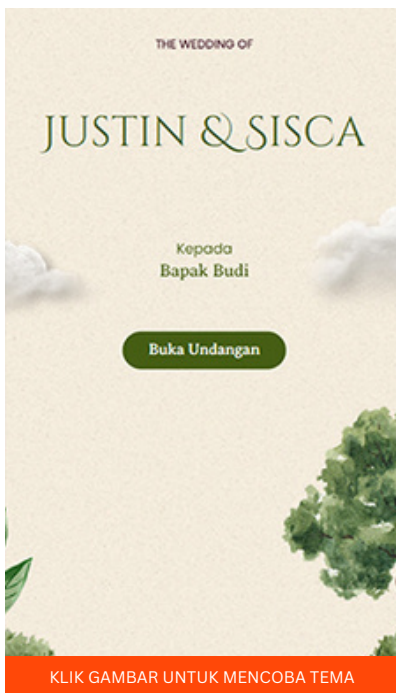 THE WEDDING OF
JUSTIN & SISCA
Kepada
Bapak Budi
Buka Undangan
KLIK GAMBAR UNTUK MENCOBA TEMA